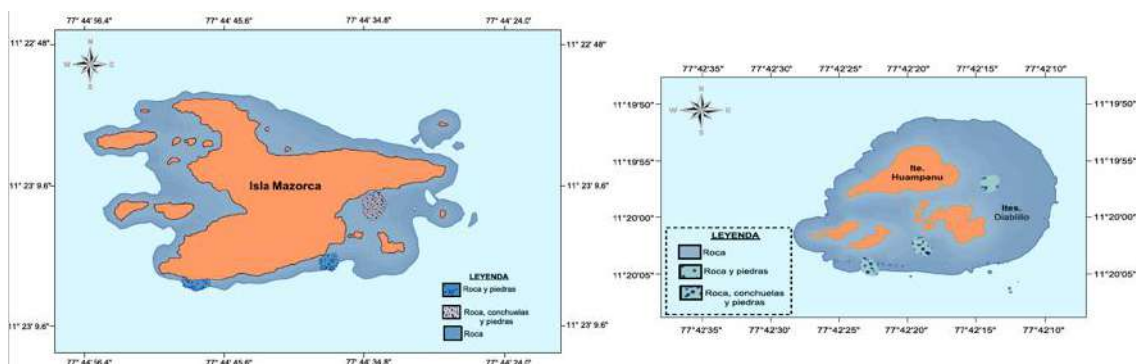 77° 44' 56.4" 77° 44' 45.6" 77° 44' 34.8" 77° 44' 24.0"
11° 22' 48" 11° 22' 48"
N
W E
S
Isla Mazorca
11° 23' 9.6" 11° 23' 9.6"
LEYENDA
Roca y piedras
Roca, conchuelas
y piedras
Roca
11° 23' 9.6" 11° 23' 9.6"
77° 44' 56.4" 77° 44' 45.6" 77° 44' 34.8" 77° 44' 24.0"
77°42'35" 77°42'30" 77°42'25" 77°42'20" 77°42'15" 77°42'10"
11°19'50" 11°19'50"
N
W
S
11°19'55" 11°19'55"
Ite.
Huampanu
Ites.
Diablillo
11°20'00" 11°20'00"
LEYENDA
Roca
Roca y piedras
Roca, conchuelas
y piedras
11°20'05" 11°20'05"
77°42'35" 77°42'30" 77°42'25" 77°42'20" 77°42'15" 77°42'10"